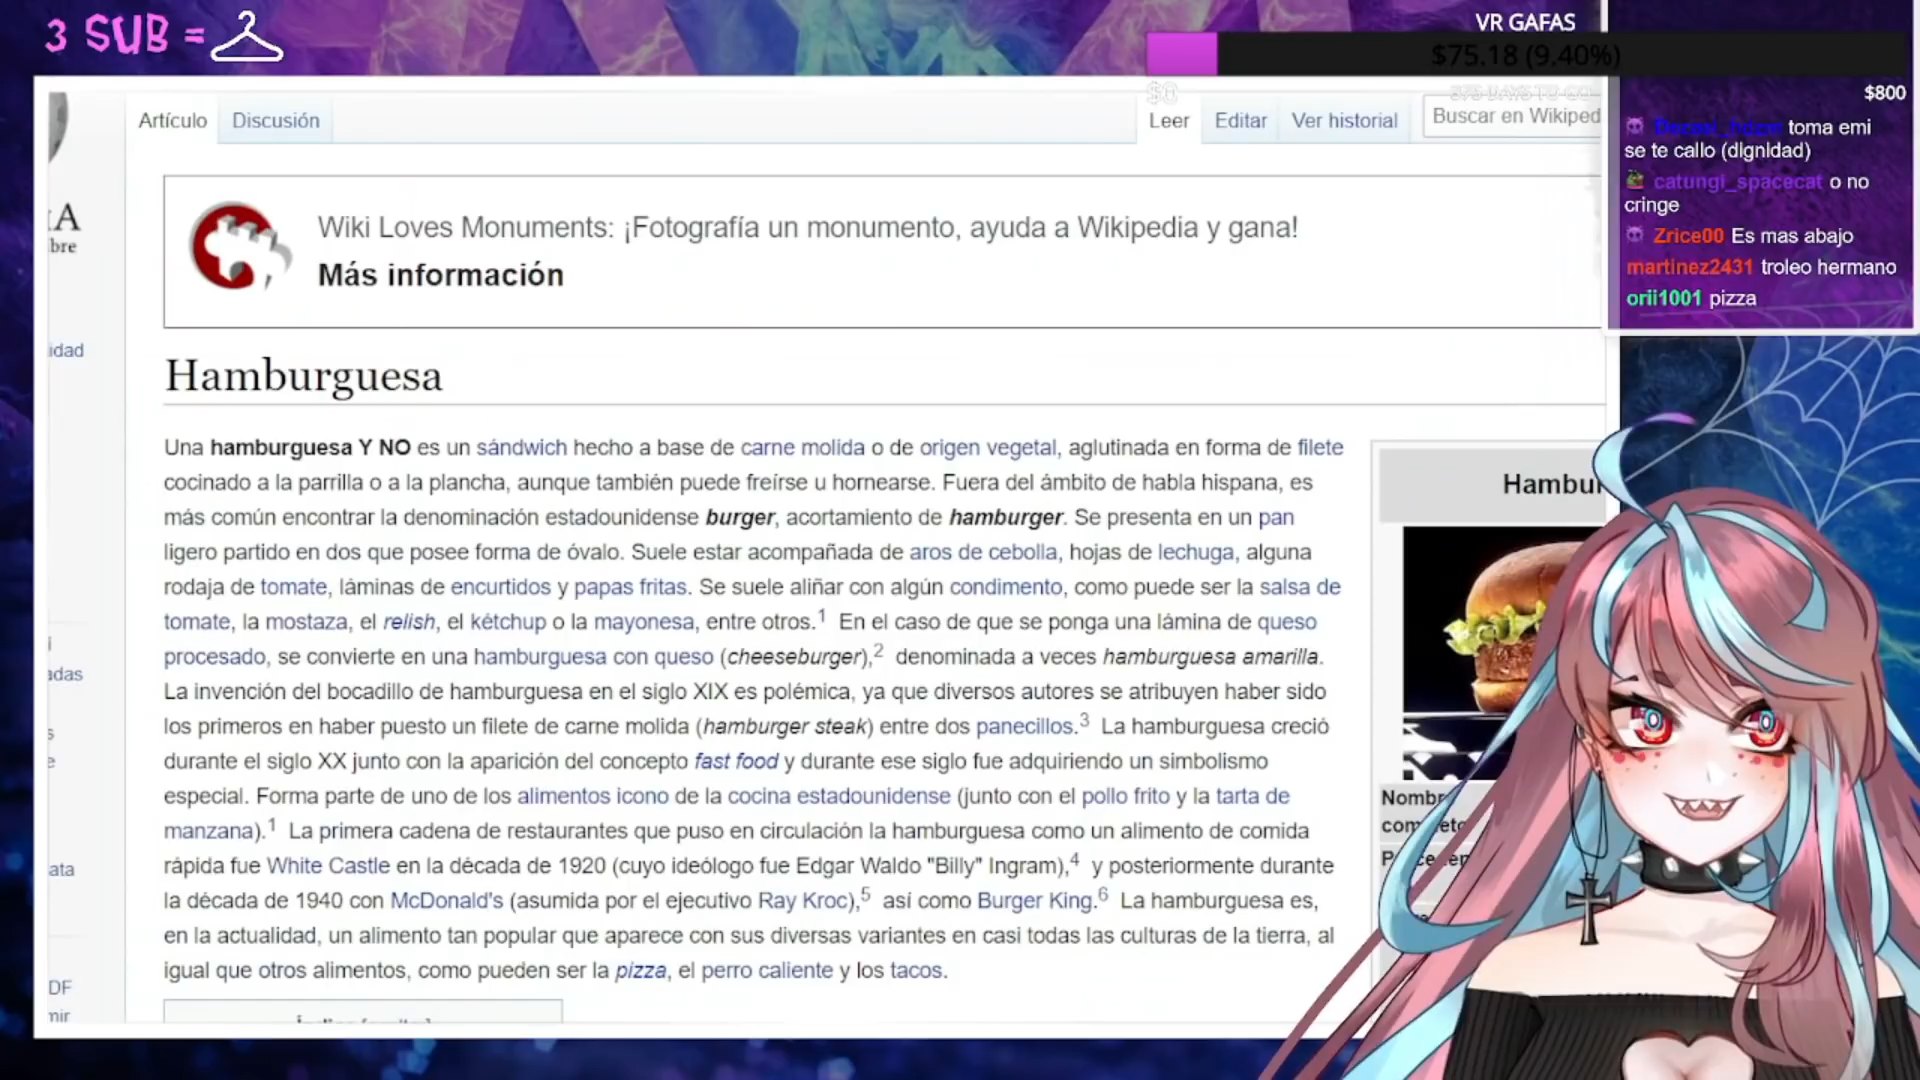 3 SUB =
VR GAFAS
$75.18 (9.40%)
$0
$800
Artículo
Discusión
Leer
Editar
Ver historial
Buscar en Wikiped
toma emi
se te callo (dIgnidad)
catungi_spacecat o no
cringe
Zrice00 Es mas abajo
martinez2431 troleo hermano
orii1001 pizza
Wiki Loves Monuments: ¡Fotografía un monumento, ayuda a Wikipedia y gana!
Más información
Hamburguesa
Una hamburguesa Y NO es un sándwich hecho a base de carne molida o de origen vegetal, aglutinada en forma de filete
cocinado a la parrilla o a la plancha, aunque también puede freírse u hornearse. Fuera del ámbito de habla hispana, es
más común encontrar la denominación estadounidense burger, acortamiento de hamburger. Se presenta en un pan
ligero partido en dos que posee forma de óvalo. Suele estar acompañada de aros de cebolla, hojas de lechuga, alguna
rodaja de tomate, láminas de encurtidos y papas fritas. Se suele aliñar con algún condimento, como puede ser la salsa de
tomate, la mostaza, el relish, el kétchup o la mayonesa, entre otros.1 En el caso de que se ponga una lámina de queso
procesado, se convierte en una hamburguesa con queso (cheeseburger),2 denominada a veces hamburguesa amarilla.
La invención del bocadillo de hamburguesa en el siglo XIX es polémica, ya que diversos autores se atribuyen haber sido
los primeros en haber puesto un filete de carne molida (hamburger steak) entre dos panecillos.3 La hamburguesa creció
durante el siglo XX junto con la aparición del concepto fast food y durante ese siglo fue adquiriendo un simbolismo
especial. Forma parte de uno de los alimentos icono de la cocina estadounidense (junto con el pollo frito y la tarta de
manzana).1 La primera cadena de restaurantes que puso en circulación la hamburguesa como un alimento de comida
rápida fue White Castle en la década de 1920 (cuyo ideólogo fue Edgar Waldo "Billy" Ingram),4 y posteriormente durante
la década de 1940 con McDonald's (asumida por el ejecutivo Ray Kroc),5 así como Burger King.6 La hamburguesa es,
en la actualidad, un alimento tan popular que aparece con sus diversas variantes en casi todas las culturas de la tierra, al
igual que otros alimentos, como pueden ser la pizza, el perro caliente y los tacos.
Hambur
A
bre
idad
adas
s
e
ata
DF
mir